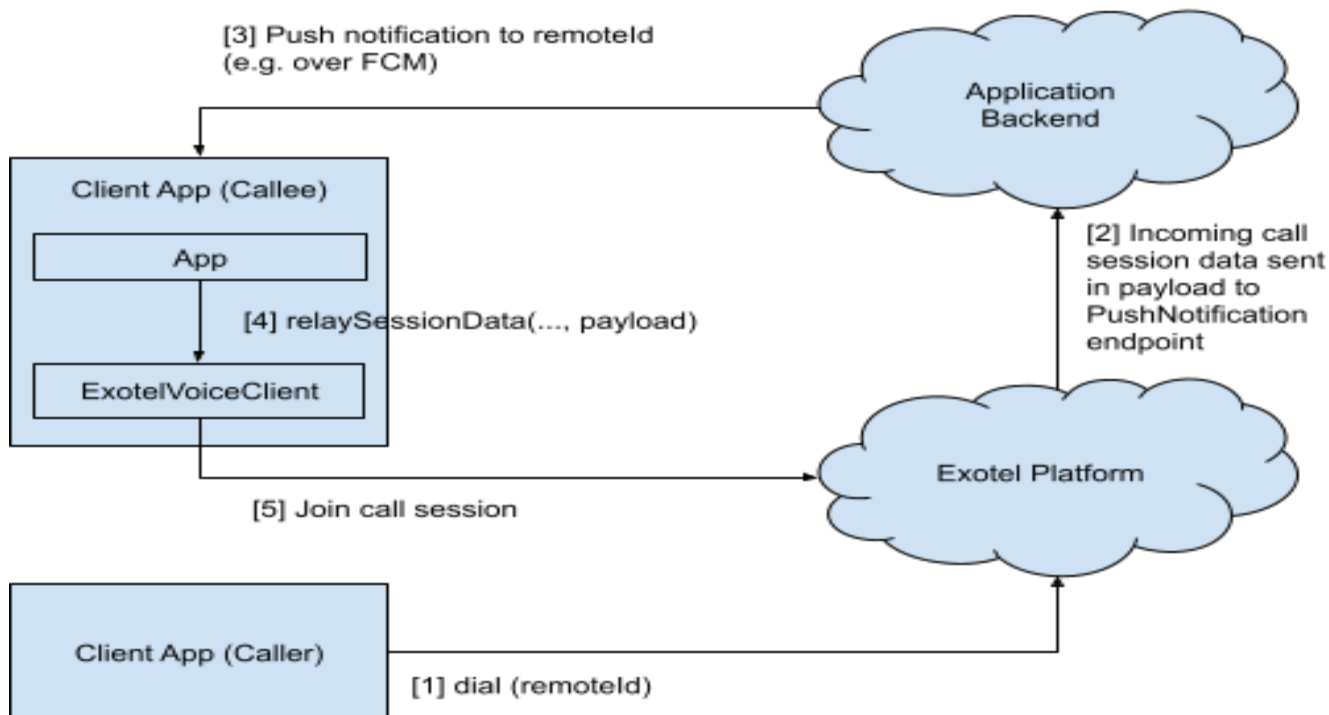 [3] Push notification to remoteId
(e.g. over FCM)
Application
Backend
Client App (Callee)
App
[4] relaySessionData(..., payload)
ExotelVoiceClient
[2] Incoming call
session data sent
in payload to
PushNotification
endpoint
Exotel Platform
[5] Join call session
Client App (Caller)
[1] dial (remoteId)